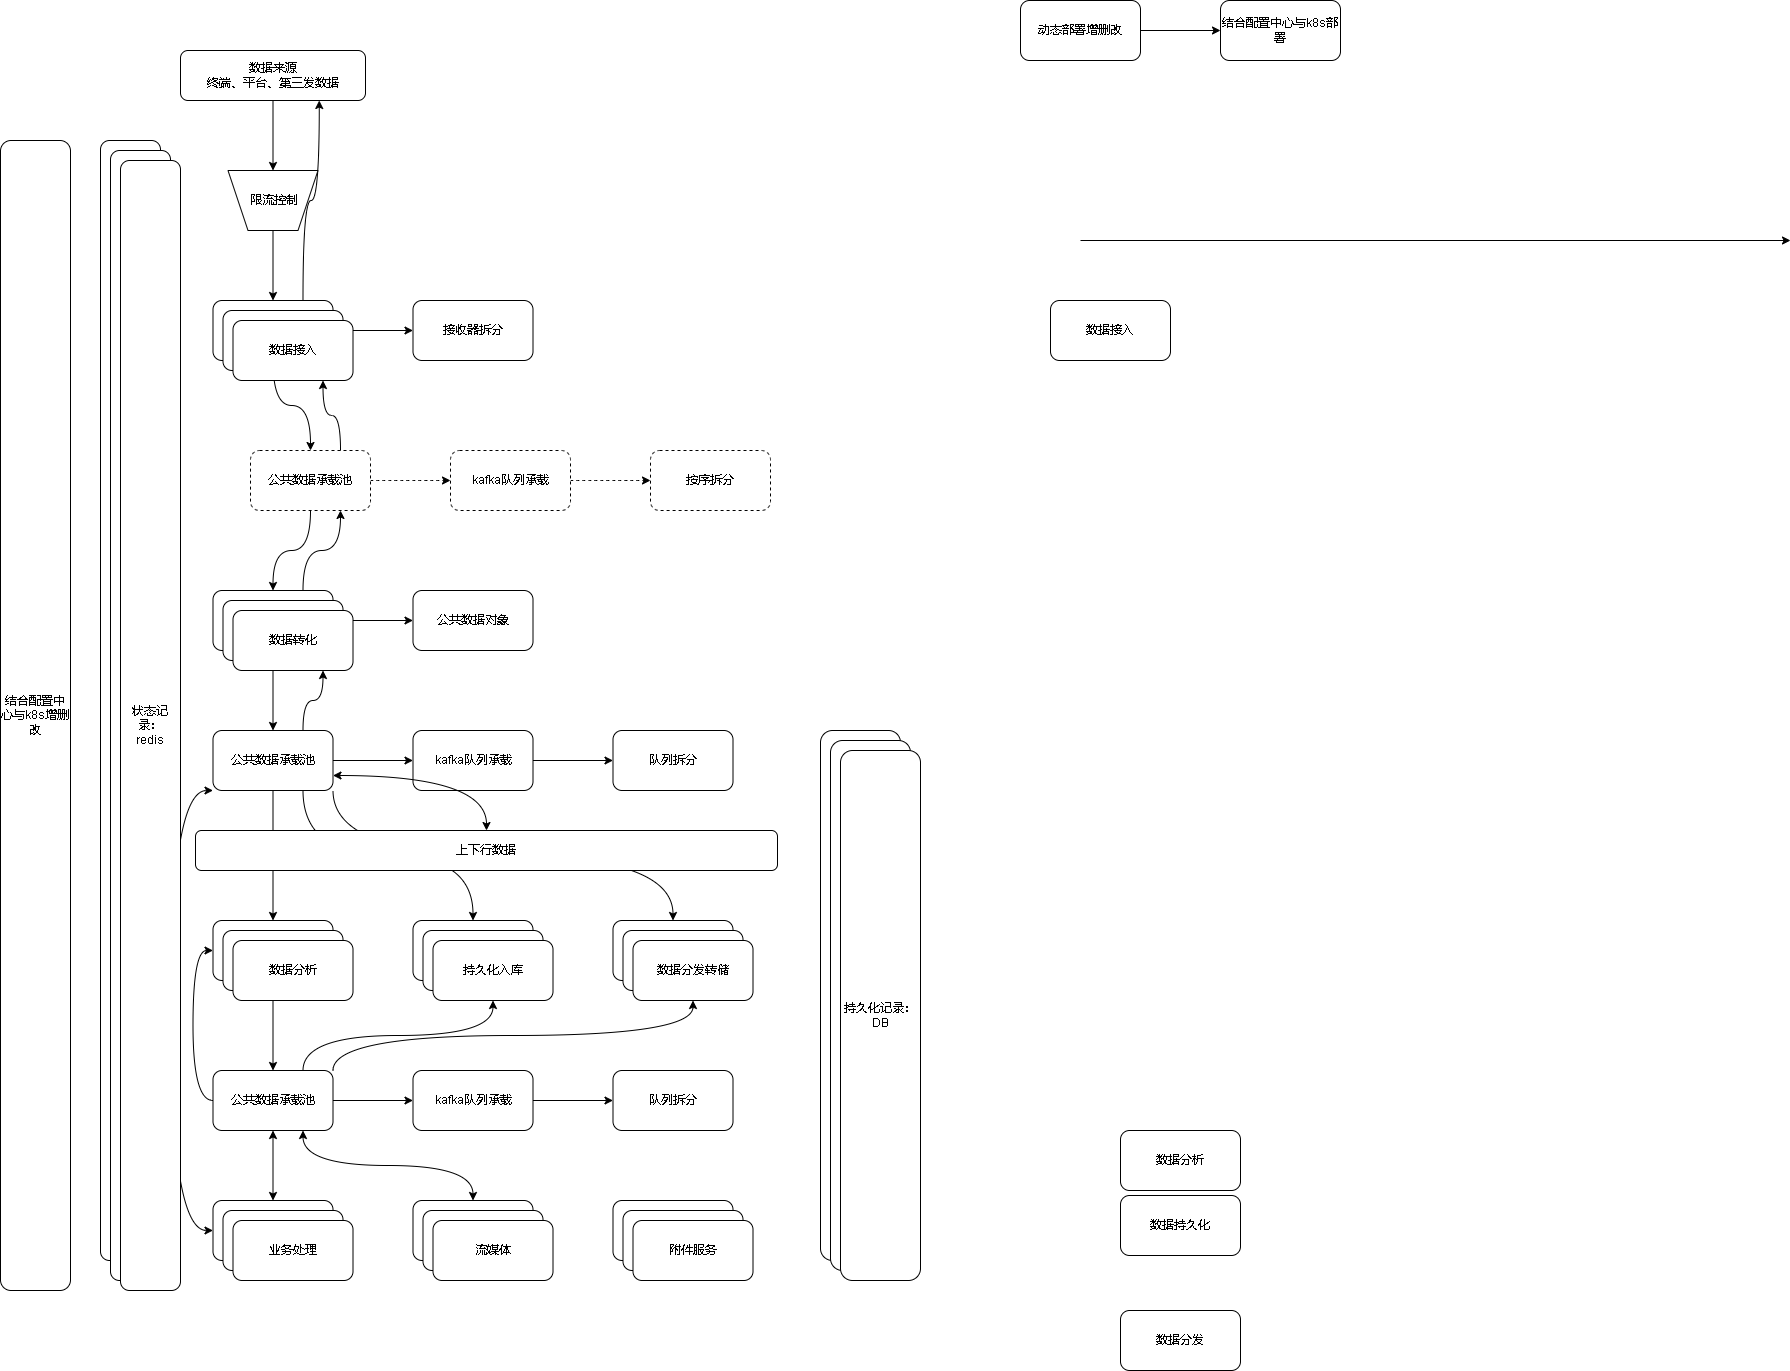 动态部署增删改
结合配置中心与k8s部
署
数据来源
终端、平台、第三发数据
限流控制
数据接入
接收器拆分
数据接入
公共数据承载池
kafka队列承载
按序拆分
数据转化
公共数据对象
结合配置中
心与k8s增删
改
状态记
录：
redis
公共数据承载池
kafka队列承载
队列拆分
上下行数据
数据分析
持久化入库
数据分发转储
持久化记录：
DB
公共数据承载池
kafka队列承载
队列拆分
数据分析
数据持久化
业务处理
流媒体
附件服务
数据分发